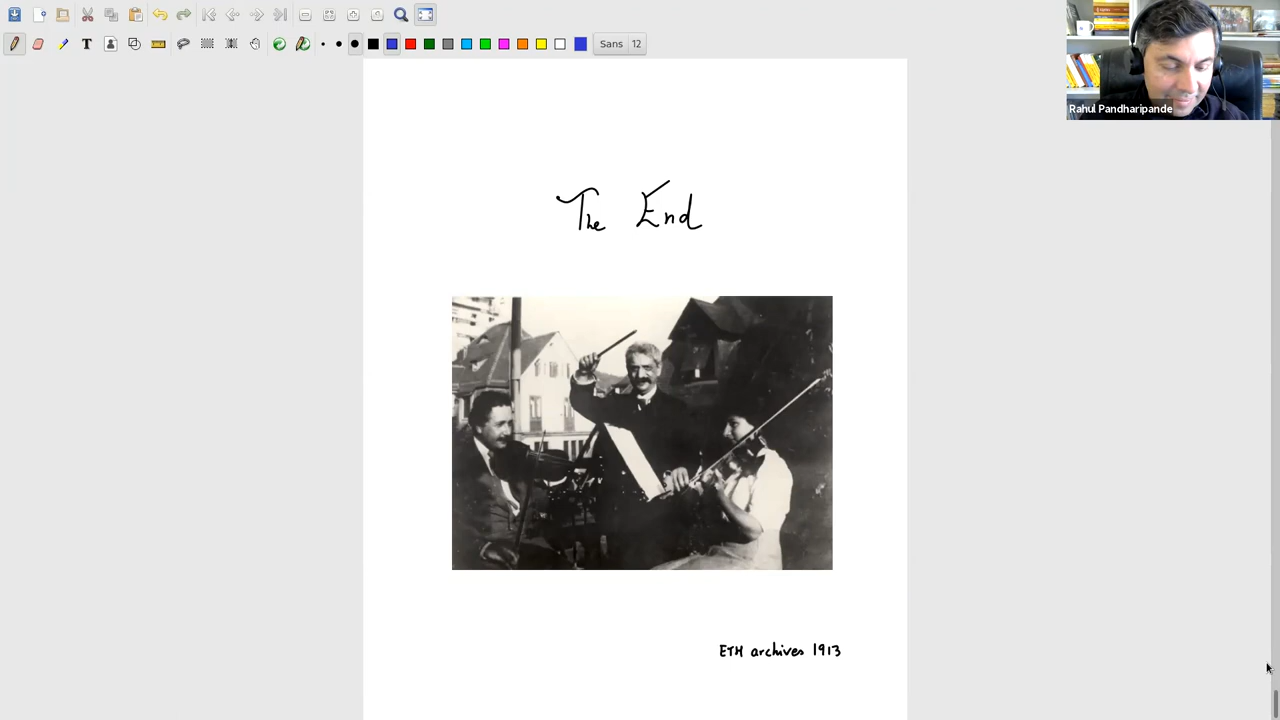 T
Sans
12
Rahul Pandharipande
The End
ETH archives 1913